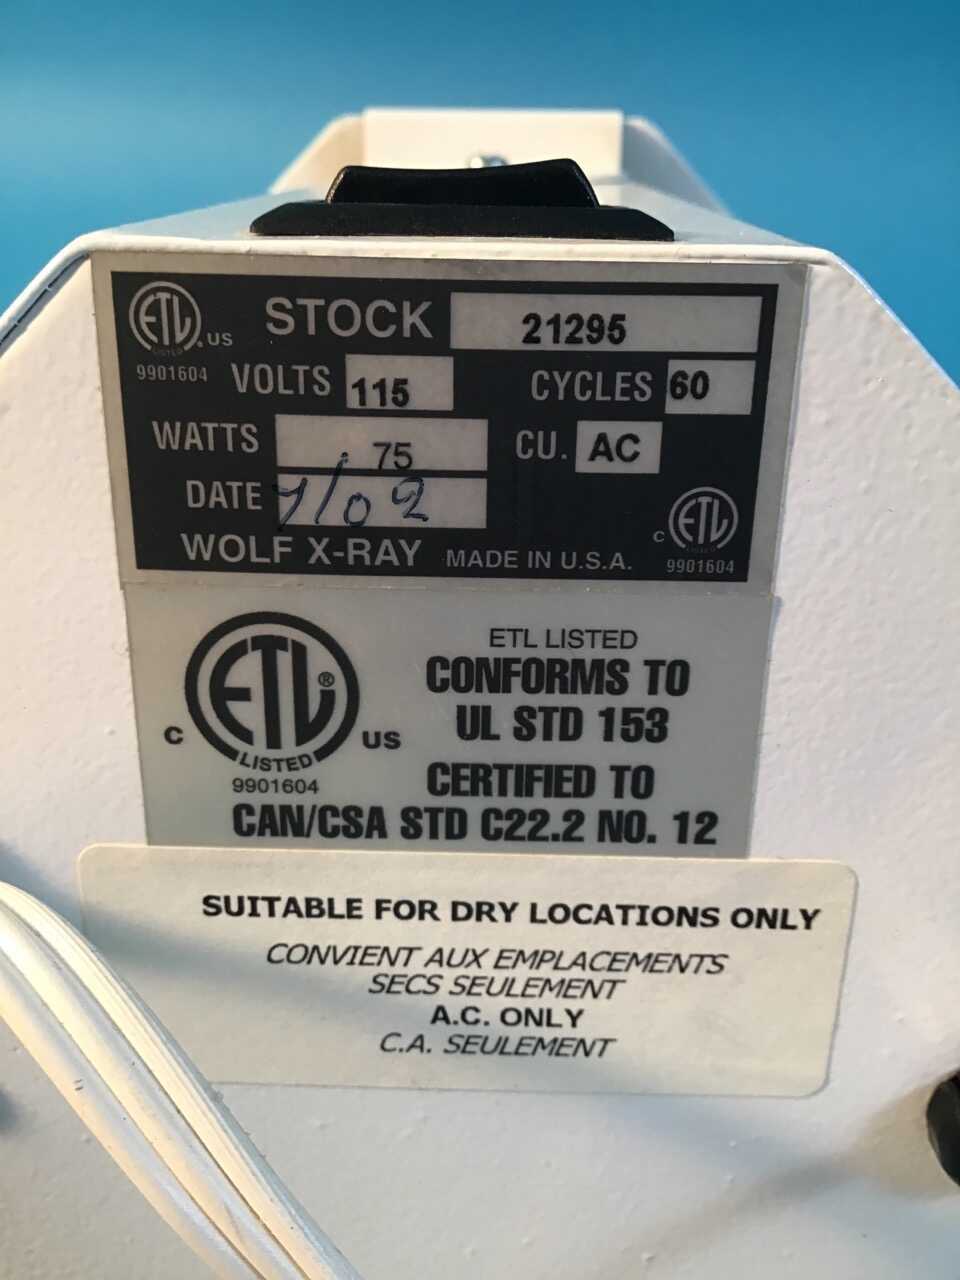 ETL LISTED US STOCK 21295
9901604 VOLTS 115 CYCLES 60
WATTS 75 CU. AC
DATE 7/02
WOLF X-RAY MADE IN U.S.A.
C ETL LISTED 9901604
C ETL® LISTED US
9901604
ETL LISTED
CONFORMS TO
UL STD 153
CERTIFIED TO
CAN/CSA STD C22.2 NO. 12
SUITABLE FOR DRY LOCATIONS ONLY
CONVIENT AUX EMPLACEMENTS
SECS SEULEMENT
A.C. ONLY
C.A. SEULEMENT